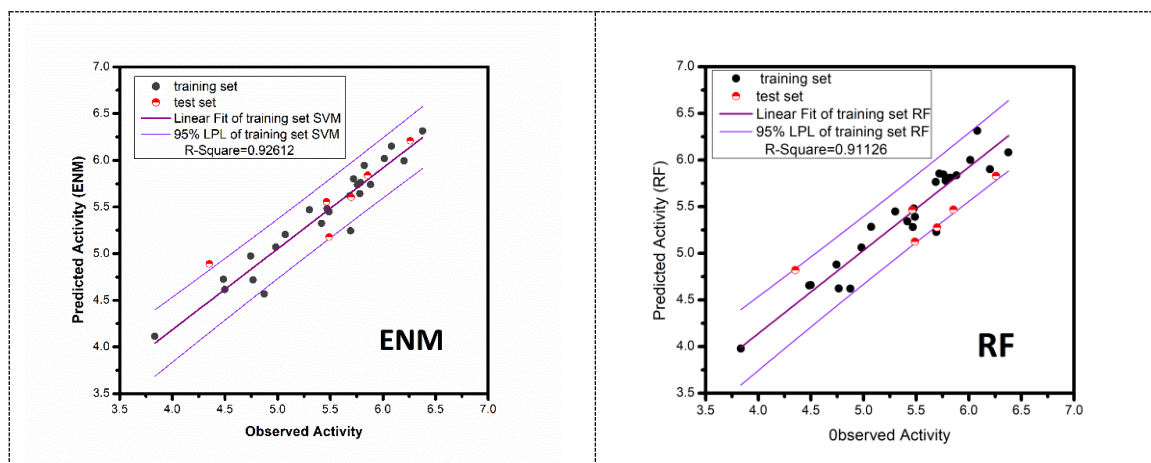 7.0
training set
test set
Linear Fit of training set SVM
95% LPL of training set SVM
R-Square=0.92612
6.5
6.0
5.5
5.0
4.5
4.0
3.5
Predicted Activity (ENM)
ENM
3.5 4.0 4.5 5.0 5.5 6.0 6.5 7.0
Observed Activity
7.0
training set
test set
Linear Fit of training set RF
95% LPL of training set RF
R-Square=0.91126
6.5
6.0
5.5
5.0
4.5
4.0
3.5
Predicted Activity (RF)
RF
3.5 4.0 4.5 5.0 5.5 6.0 6.5 7.0
0bserved Activity